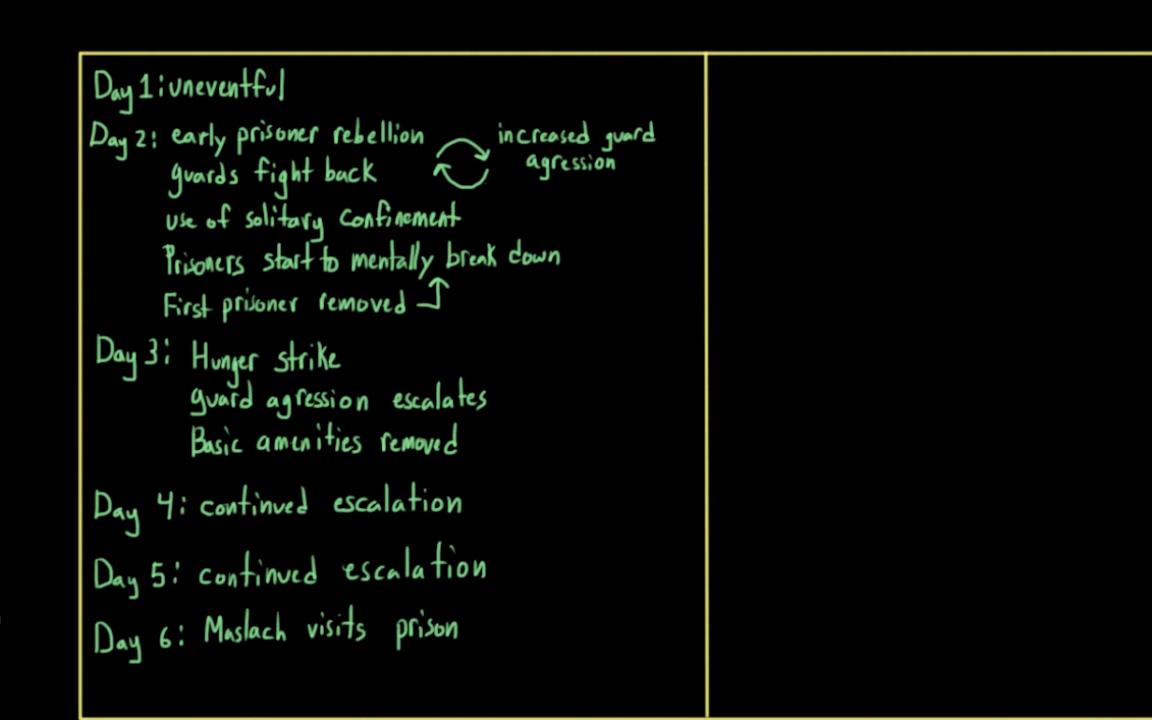 Day 1: uneventful
Day 2: early prisoner rebellion
increased guard
agression
guards fight back
use of solitary confinement
Prisoners start to mentally break down
First prisoner removed
Day 3: Hunger strike
guard agression escalates
Basic amenities removed
Day 4: continued escalation
Day 5: continued escalation
Day 6: Maslach visits prison